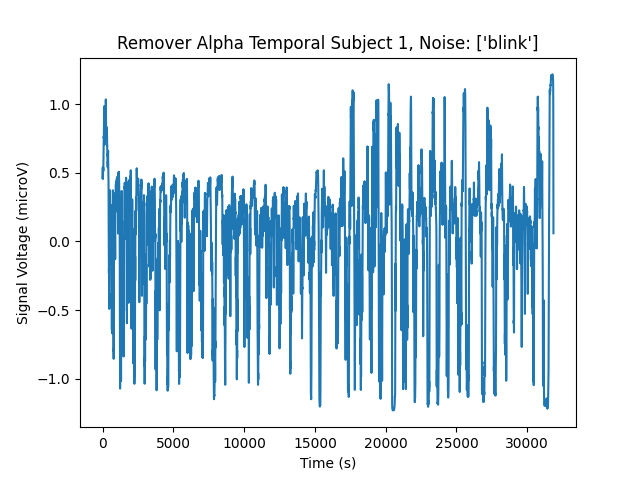 Remover Alpha Temporal Subject 1, Noise: ['blink']
Signal Voltage (microV)
1.0
0.5
0.0
−0.5
−1.0
0 5000 10000 15000 20000 25000 30000
Time (s)